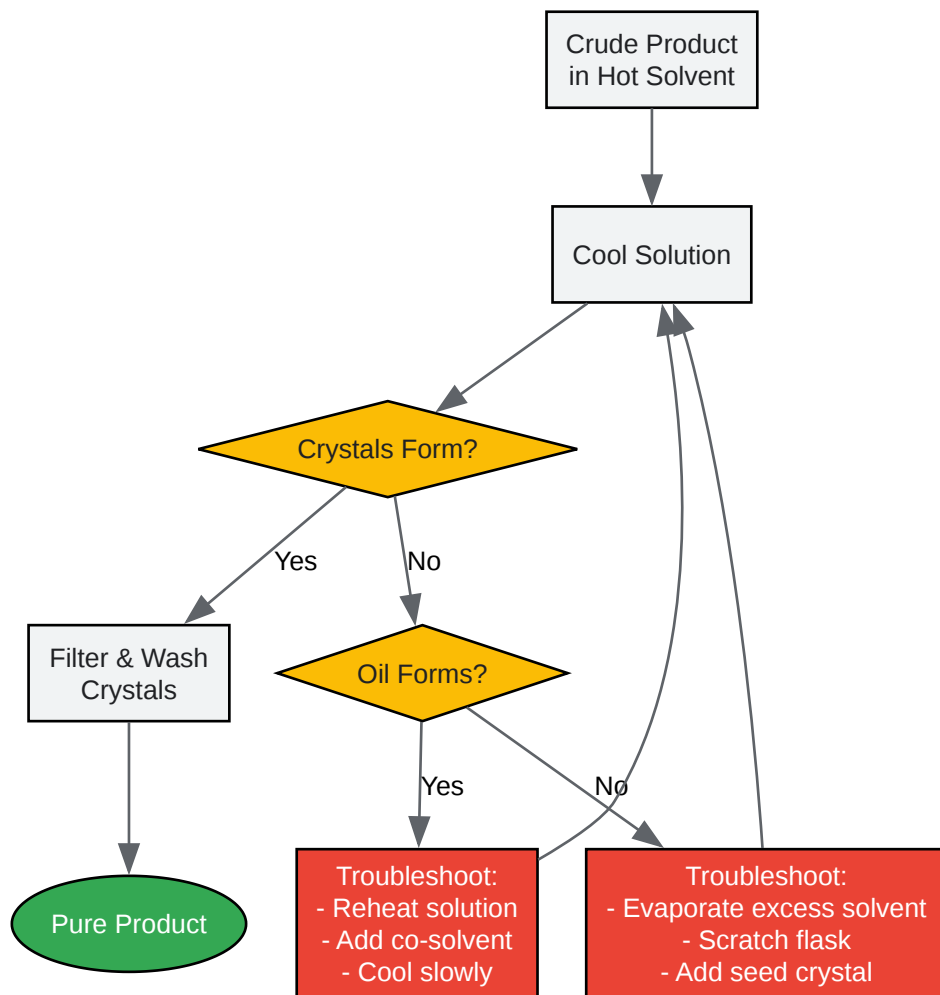 Crude Product
in Hot Solvent
Cool Solution
Crystals Form?
Yes
No
Filter & Wash
Crystals
Oil Forms?
Yes
No
Pure Product
Troubleshoot:
- Reheat solution
- Add co-solvent
- Cool slowly
Troubleshoot:
- Evaporate excess solvent
- Scratch flask
- Add seed crystal